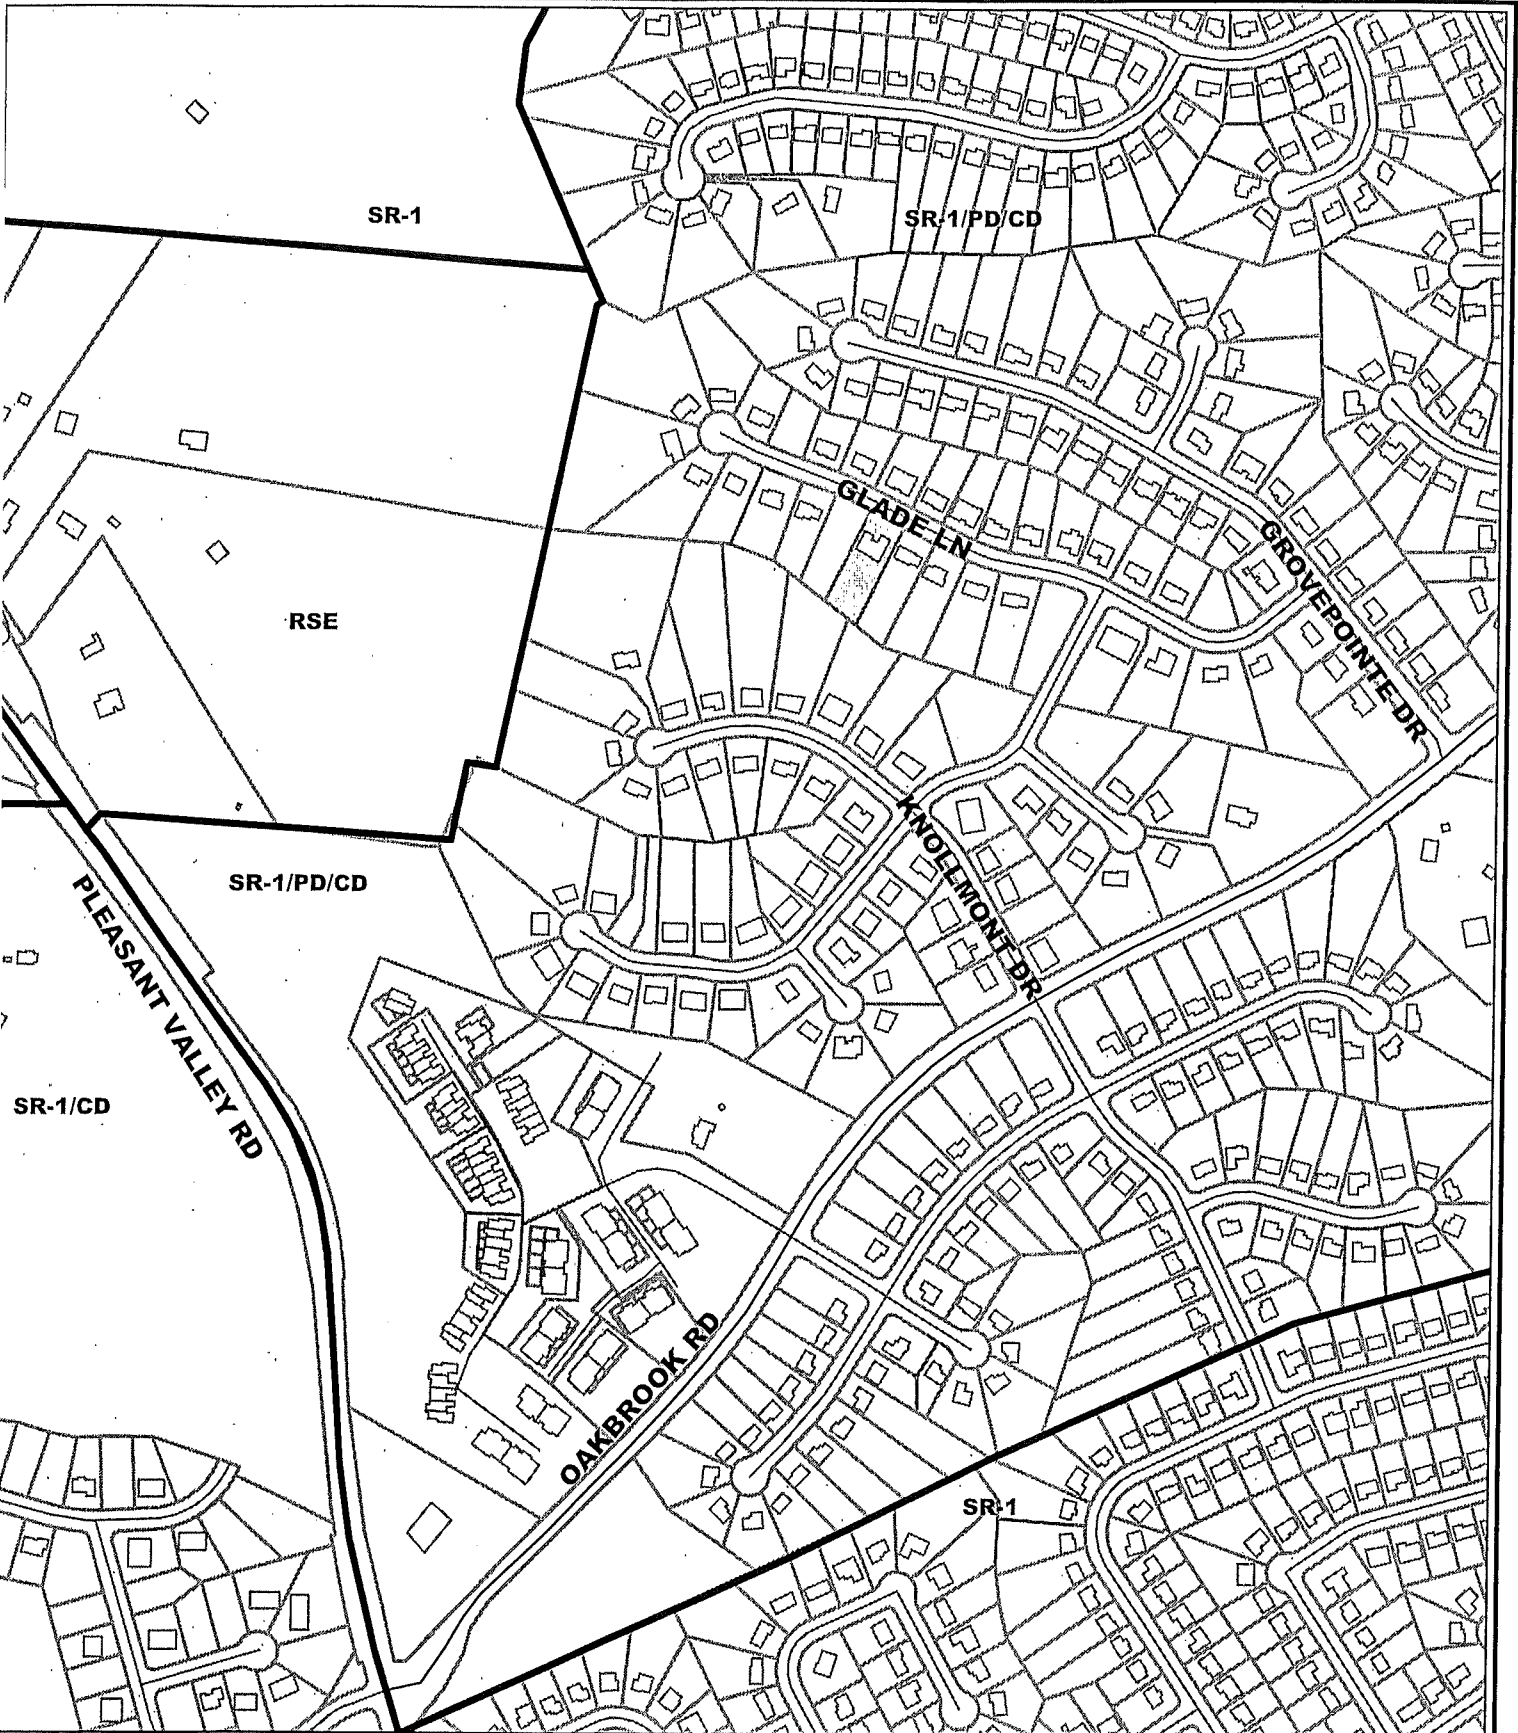 SR-1
SR-1/PD/CD
GLADE LN
GROVEPOINTE DR
RSE
KNOLLMONT DR
SR-1/PD/CD
PLEASANT VALLEY RD
SR-1/CD
OAKBROOK RD
SR-1